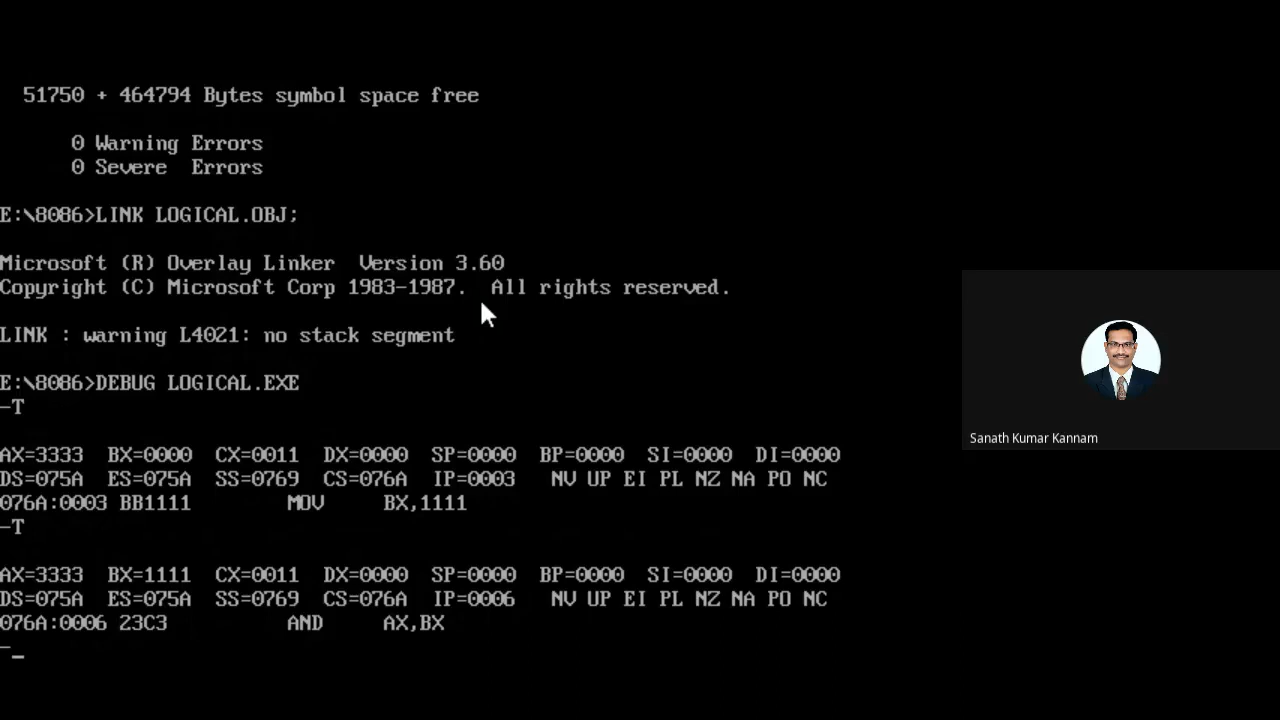 51750 + 464794 Bytes symbol space free
0 Warning Errors
0 Severe  Errors
E:\8086>LINK LOGICAL.OBJ;
Microsoft (R) Overlay Linker  Version 3.60
Copyright (C) Microsoft Corp 1983-1987.  All rights reserved.
LINK : warning L4021: no stack segment
E:\8086>DEBUG LOGICAL.EXE
-T
AX=3333  BX=0000  CX=0011  DX=0000  SP=0000  BP=0000  SI=0000  DI=0000
DS=075A  ES=075A  SS=0769  CS=076A  IP=0003   NV UP EI PL NZ NA PO NC
076A:0003 BB1111        MOV     BX,1111
-T
AX=3333  BX=1111  CX=0011  DX=0000  SP=0000  BP=0000  SI=0000  DI=0000
DS=075A  ES=075A  SS=0769  CS=076A  IP=0006   NV UP EI PL NZ NA PO NC
076A:0006 23C3          AND     AX,BX
-_
Sanath Kumar Kannam